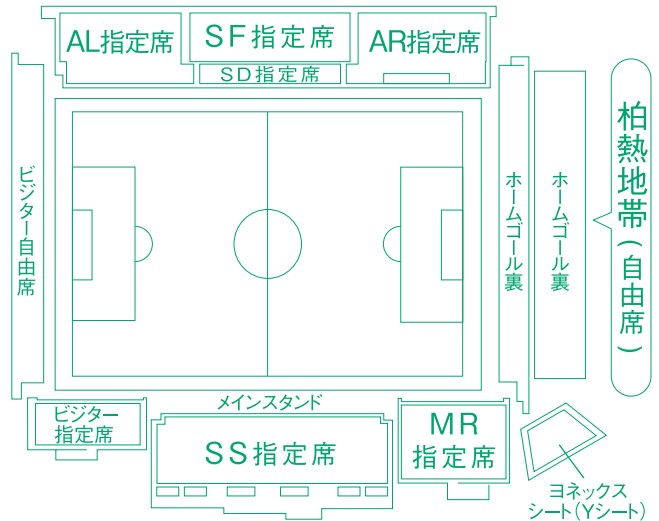 AL指定席
SF指定席
AR指定席
SD指定席
ビジター自由席
ホームゴール裏
ホームゴール裏
柏熱地帯(自由席)
メインスタンド
ビジター
指定席
SS指定席
MR
指定席
ヨネックス
シート(Yシート)